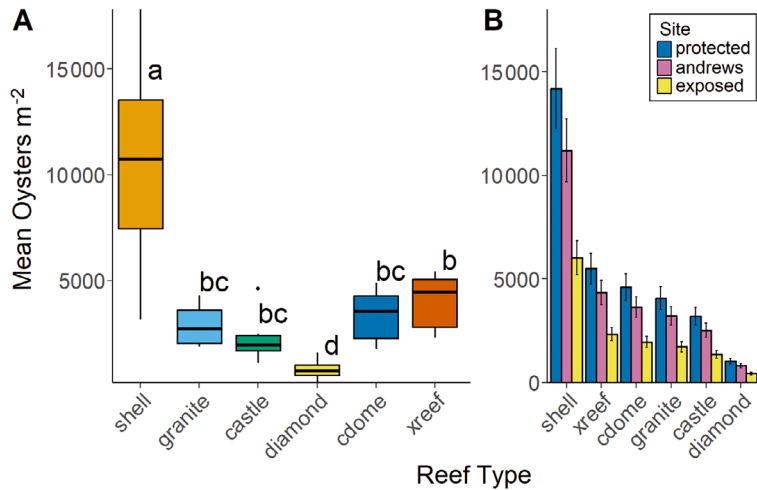 A
Mean Oysters m⁻²
15000
10000
5000
a
bc
bc
d
bc
b
shell
granite
castle
diamond
cdome
xreef
B
Site
protected
andrews
exposed
15000
10000
5000
0
shell
xreef
cdome
granite
castle
diamond
Reef Type